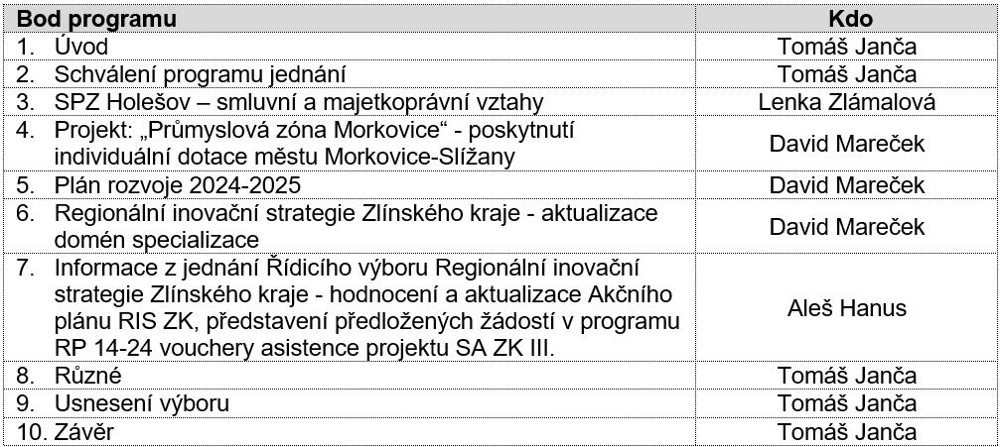 Bod programu Kdo
1. Úvod Tomáš Janča
2. Schválení programu jednání Tomáš Janča
3. SPZ Holešov – smluvní a majetkoprávní vztahy Lenka Zlámalová
4. Projekt: „Průmyslová zóna Morkovice“ - poskytnutí
individuální dotace městu Morkovice-Slížany David Mareček
5. Plán rozvoje 2024-2025 David Mareček
6. Regionální inovační strategie Zlínského kraje - aktualizace
domén specializace David Mareček
7. Informace z jednání Řídicího výboru Regionální inovační
strategie Zlínského kraje - hodnocení a aktualizace Akčního
plánu RIS ZK, představení předložených žádostí v programu
RP 14-24 vouchery asistence projektu SA ZK III. Aleš Hanus
8. Různé Tomáš Janča
9. Usnesení výboru Tomáš Janča
10. Závěr Tomáš Janča